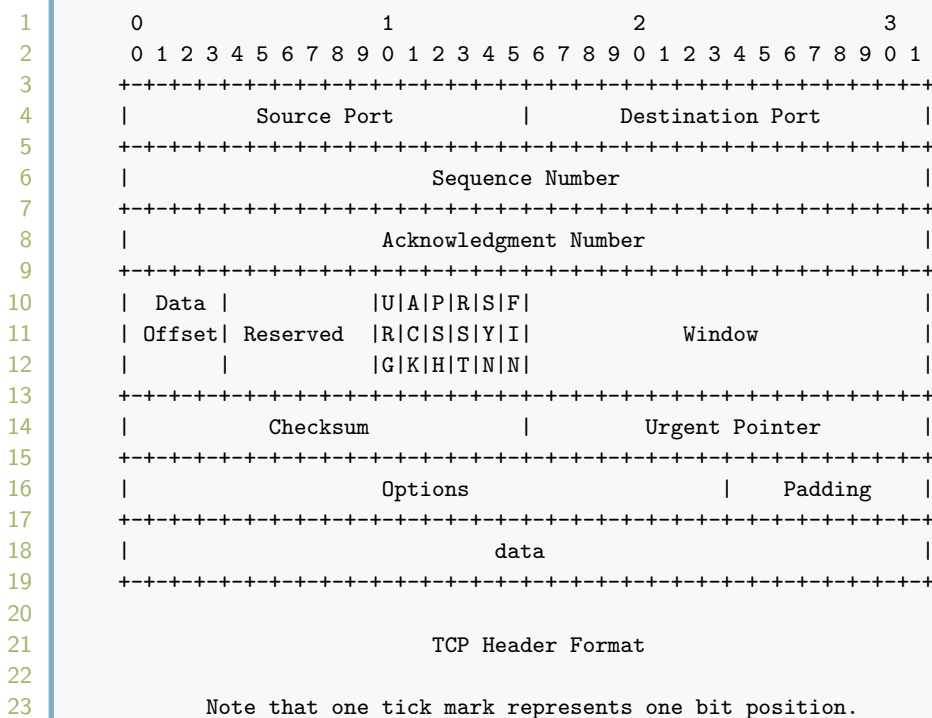 1          0                   1                   2                   3
2          0 1 2 3 4 5 6 7 8 9 0 1 2 3 4 5 6 7 8 9 0 1 2 3 4 5 6 7 8 9 0 1
3         +-+-+-+-+-+-+-+-+-+-+-+-+-+-+-+-+-+-+-+-+-+-+-+-+-+-+-+-+-+-+-+-+
4         |          Source Port          |       Destination Port        |
5         +-+-+-+-+-+-+-+-+-+-+-+-+-+-+-+-+-+-+-+-+-+-+-+-+-+-+-+-+-+-+-+-+
6         |                        Sequence Number                        |
7         +-+-+-+-+-+-+-+-+-+-+-+-+-+-+-+-+-+-+-+-+-+-+-+-+-+-+-+-+-+-+-+-+
8         |                    Acknowledgment Number                      |
9         +-+-+-+-+-+-+-+-+-+-+-+-+-+-+-+-+-+-+-+-+-+-+-+-+-+-+-+-+-+-+-+-+
10        |  Data |           |U|A|P|R|S|F|                               |
11        | Offset| Reserved  |R|C|S|S|Y|I|            Window             |
12        |       |           |G|K|H|T|N|N|                               |
13        +-+-+-+-+-+-+-+-+-+-+-+-+-+-+-+-+-+-+-+-+-+-+-+-+-+-+-+-+-+-+-+-+
14        |           Checksum            |         Urgent Pointer        |
15        +-+-+-+-+-+-+-+-+-+-+-+-+-+-+-+-+-+-+-+-+-+-+-+-+-+-+-+-+-+-+-+-+
16        |                    Options                    |    Padding    |
17        +-+-+-+-+-+-+-+-+-+-+-+-+-+-+-+-+-+-+-+-+-+-+-+-+-+-+-+-+-+-+-+-+
18        |                             data                              |
19        +-+-+-+-+-+-+-+-+-+-+-+-+-+-+-+-+-+-+-+-+-+-+-+-+-+-+-+-+-+-+-+-+
20
21                                 TCP Header Format
22
23               Note that one tick mark represents one bit position.